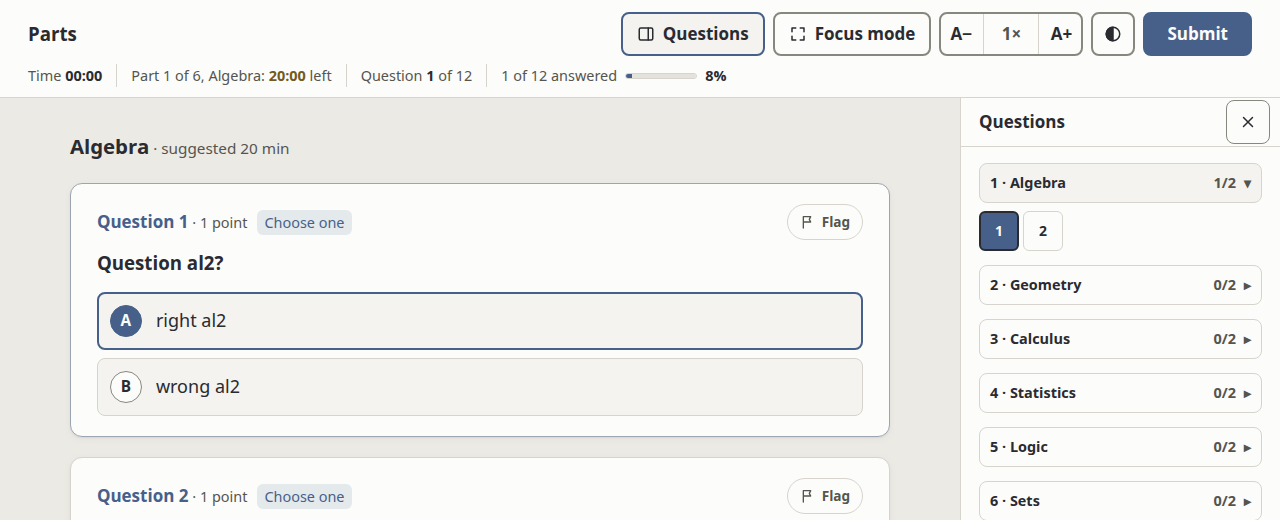 Parts
Questions
Focus mode
A−
1×
A+
Submit
Time 00:00
Part 1 of 6, Algebra: 20:00 left
Question 1 of 12
1 of 12 answered
8%
Algebra · suggested 20 min
Question 1 · 1 point
Choose one
Flag
Question al2?
A right al2
B wrong al2
Question 2 · 1 point
Choose one
Flag
Questions
1 · Algebra 1/2
1 2
2 · Geometry 0/2
3 · Calculus 0/2
4 · Statistics 0/2
5 · Logic 0/2
6 · Sets 0/2